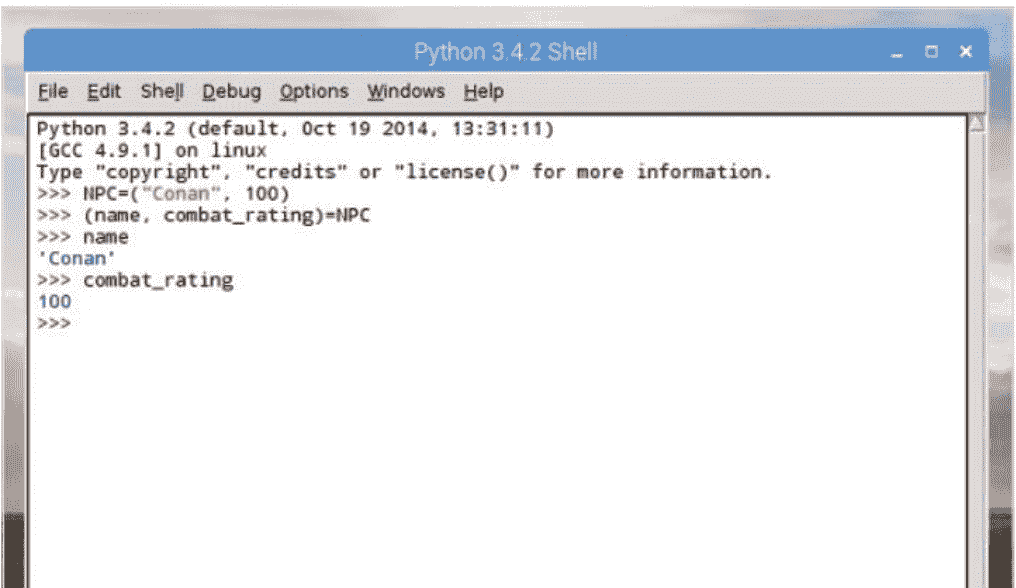 Python 3.4.2 Shell
File Edit Shell Debug Options Windows Help
Python 3.4.2 (default, Oct 19 2014, 13:31:11)
[GCC 4.9.1] on linux
Type "copyright", "credits" or "license()" for more information.
>>> NPC=("Conan", 100)
>>> (name, combat_rating)=NPC
>>> name
'Conan'
>>> combat_rating
100
>>>